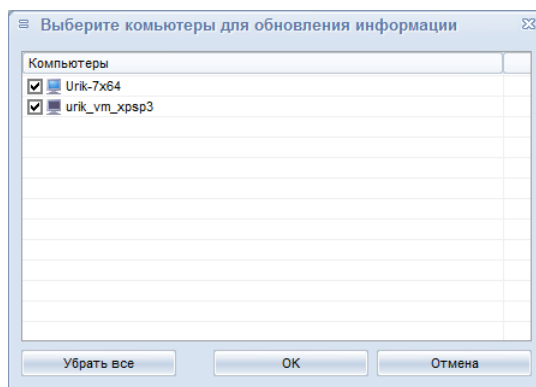 Выберите комьютеры для обновления информации
Компьютеры
Urik-7x64
urik_vm_xpsp3
Убрать все
OK
Отмена